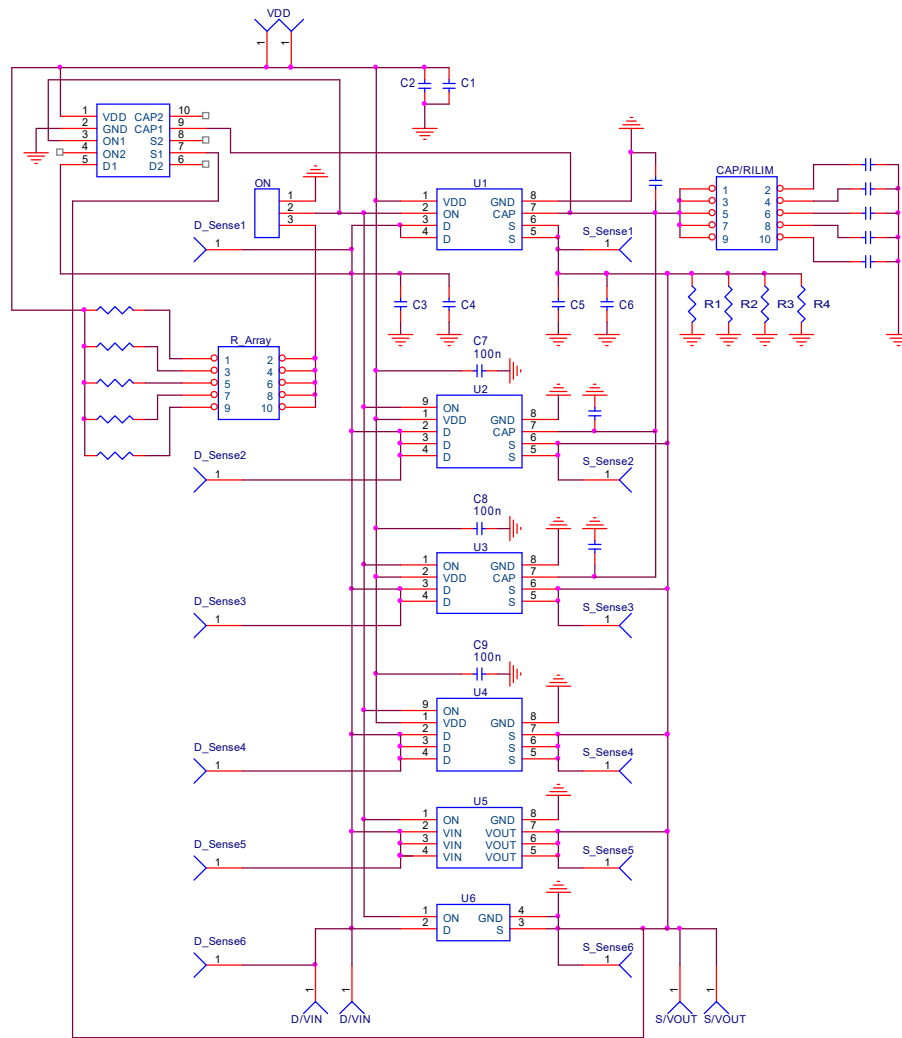 VDD
1 1
C2 C1
1 VDD CAP2 10
2 GND CAP1 9
3 ON1 S2 8
4 ON2 S1 7
5 D1 D2 6
ON
1
2
3
U1
1 VDD GND 8
2 ON CAP 7
3 D S 6
4 D S 5
CAP/RILIM
1 2
3 4
5 6
7 8
9 10
D_Sense1
1
S_Sense1
1
C3 C4 C5 C6
R1 R2 R3 R4
R_Array
1 2
3 4
5 6
7 8
9 10
C7
100n
U2
9 ON
1 VDD GND 8
2 D CAP 7
3 D S 6
4 D S 5
D_Sense2
1
S_Sense2
1
C8
100n
U3
1 ON GND 8
2 VDD CAP 7
3 D S 6
4 D S 5
D_Sense3
1
S_Sense3
1
C9
100n
U4
9 ON
1 VDD GND 8
2 D S 7
3 D S 6
4 D S 5
D_Sense4
1
S_Sense4
1
U5
1 ON GND 8
2 VIN VOUT 7
3 VIN VOUT 6
4 VIN VOUT 5
D_Sense5
1
S_Sense5
1
U6
1 ON GND 4
2 D S 3
D_Sense6
1
S_Sense6
1
1 1 1 1
D/VIN D/VIN S/VOUT S/VOUT